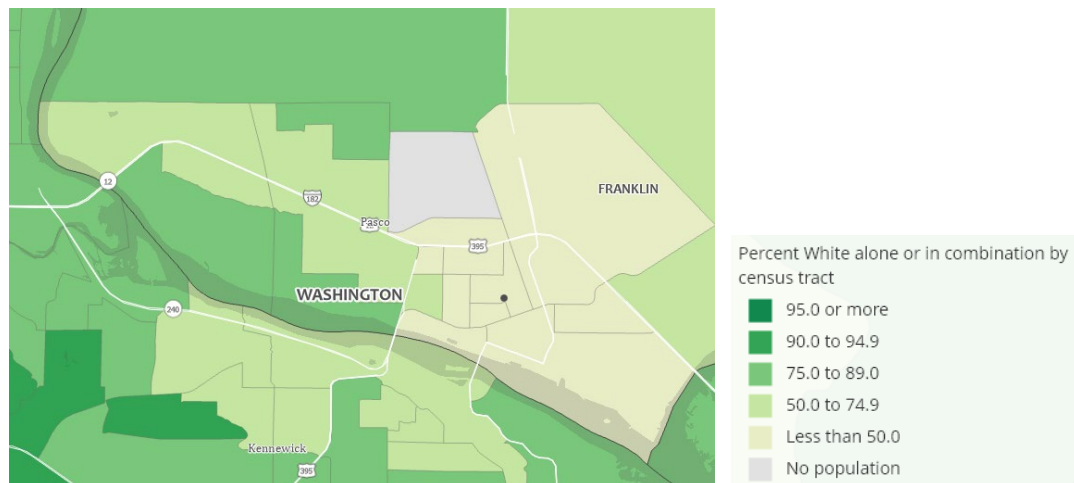 FRANKLIN
12
182
Pasco
395
WASHINGTON
240
Kennewick
395
Percent White alone or in combination by
census tract
95.0 or more
90.0 to 94.9
75.0 to 89.0
50.0 to 74.9
Less than 50.0
No population